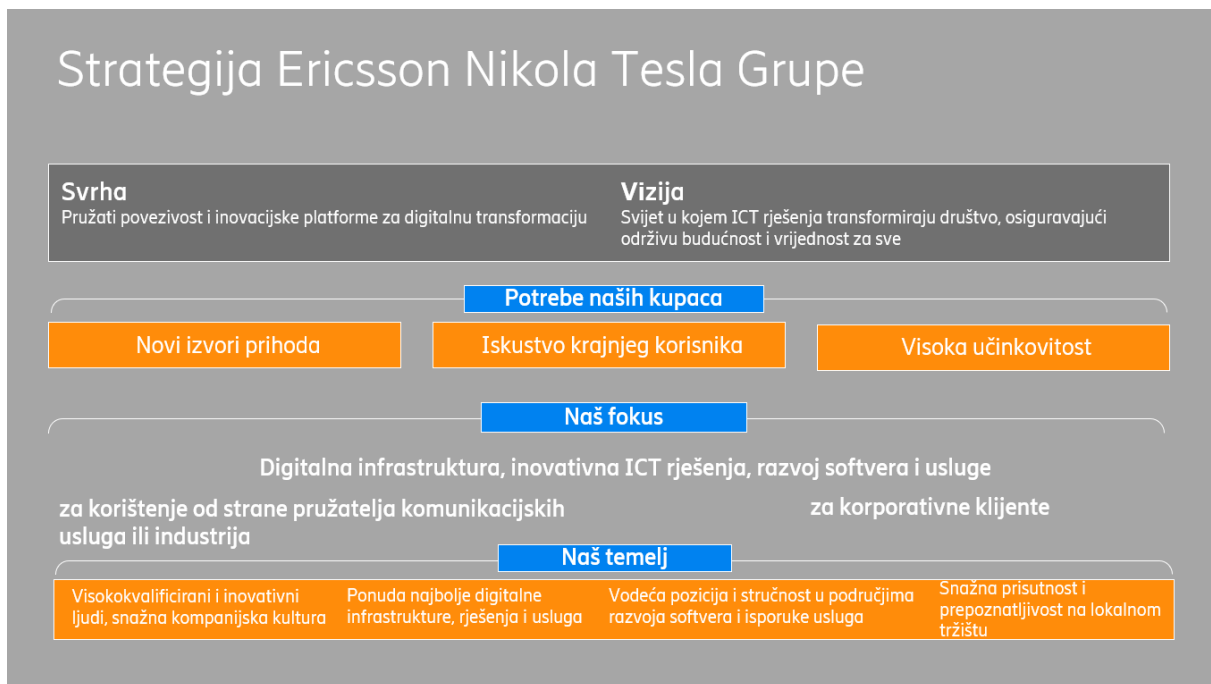 Strategija Ericsson Nikola Tesla Grupe
Svrha
Pružati povezivost i inovacijske platforme za digitalnu transformaciju
Vizija
Svijet u kojem ICT rješenja transformiraju društvo, osiguravajući
održivu budućnost i vrijednost za sve
Potrebe naših kupaca
Novi izvori prihoda
Iskustvo krajnjeg korisnika
Visoka učinkovitost
Naš fokus
Digitalna infrastruktura, inovativna ICT rješenja, razvoj softvera i usluge
za korištenje od strane pružatelja komunikacijskih
usluga ili industrija
za korporativne klijente
Naš temelj
Visokokvalificirani i inovativni
ljudi, snažna kompanijska kultura
Ponuda najbolje digitalne
infrastrukture, rješenja i usluga
Vodeća pozicija i stručnost u područjima
razvoja softvera i isporuke usluga
Snažna prisutnost i
prepoznatljivost na lokalnom
tržištu